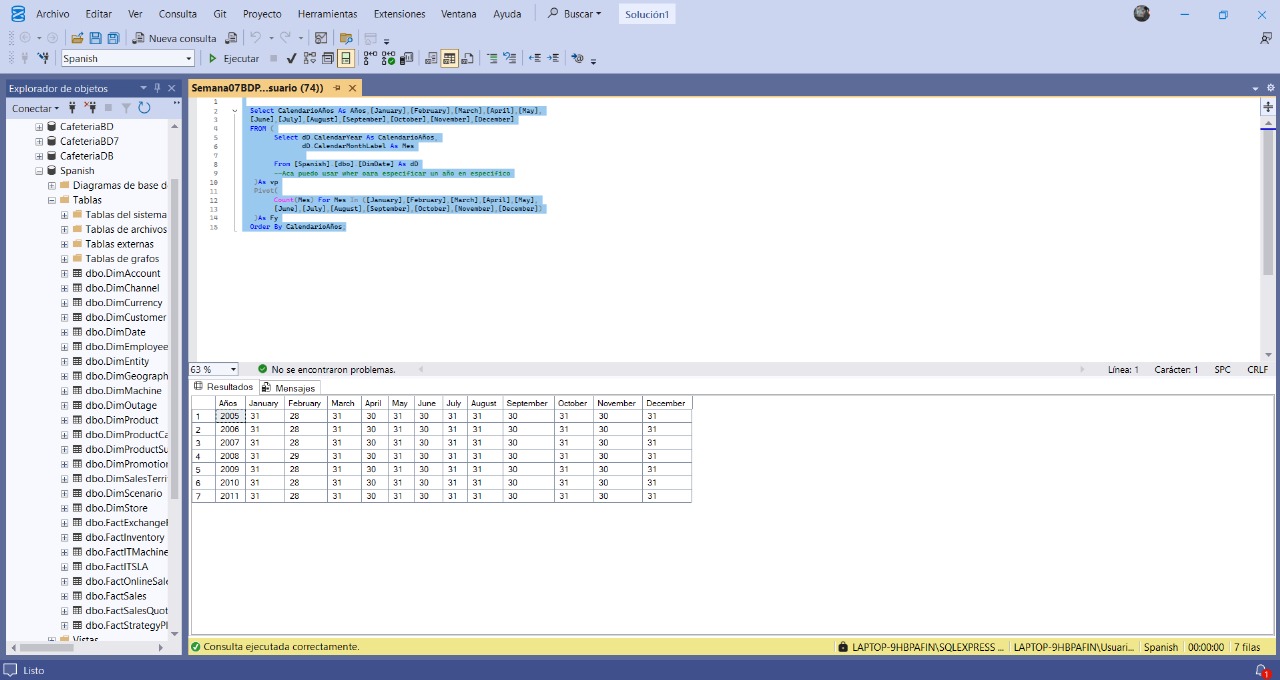 Archivo Editar Ver Consulta Git Proyecto Herramientas Extensiones Ventana Ayuda Buscar Solución1
Nueva consulta
Spanish Ejecutar
Explorador de objetos
Conectar
CafeteriaBD
CafeteriaBD7
CafeteriaDB
Spanish
Diagramas de base d
Tablas
Tablas del sistema
Tablas de archivos
Tablas externas
Tablas de grafos
dbo.DimAccount
dbo.DimChannel
dbo.DimCurrency
dbo.DimCustomer
dbo.DimDate
dbo.DimEmployee
dbo.DimEntity
dbo.DimGeograph
dbo.DimMachine
dbo.DimOutage
dbo.DimProduct
dbo.DimProductCa
dbo.DimProductSu
dbo.DimPromotion
dbo.DimSalesTerri
dbo.DimScenario
dbo.DimStore
dbo.FactExchangeR
dbo.FactInventory
dbo.FactITMachine
dbo.FactITSLA
dbo.FactOnlineSale
dbo.FactSales
dbo.FactSalesQuot
dbo.FactStrategyPl
Vistas
Semana07BDP...suario (74))
1
2 Select CalendarioAños As Años,[January],[February],[March],[April],[May],
3 [June],[July],[August],[September],[October],[November],[December]
4 FROM (
5 Select dD.CalendarYear As CalendarioAños,
6 dD.CalendarMonthLabel As Mes
7
8 From [Spanish].[dbo].[DimDate] As dD
9 --Aca puedo usar wher oara especificar un año en especifico
10 )As vp
11 Pivot(
12 Count(Mes) For Mes In ([January],[February],[March],[April],[May],
13 [June],[July],[August],[September],[October],[November],[December])
14 )As Fy
15 Order By CalendarioAños
63 % No se encontraron problemas. Línea: 1 Carácter: 1 SPC CRLF
Resultados Mensajes
Años January February March April May June July August September October November December
1 2005 31 28 31 30 31 30 31 31 30 31 30 31
2 2006 31 28 31 30 31 30 31 31 30 31 30 31
3 2007 31 28 31 30 31 30 31 31 30 31 30 31
4 2008 31 29 31 30 31 30 31 31 30 31 30 31
5 2009 31 28 31 30 31 30 31 31 30 31 30 31
6 2010 31 28 31 30 31 30 31 31 30 31 30 31
7 2011 31 28 31 30 31 30 31 31 30 31 30 31
Consulta ejecutada correctamente. LAPTOP-9HBPAFIN\SQLEXPRESS ... LAPTOP-9HBPAFIN\Usuari... Spanish 00:00:00 7 filas
Listo 1